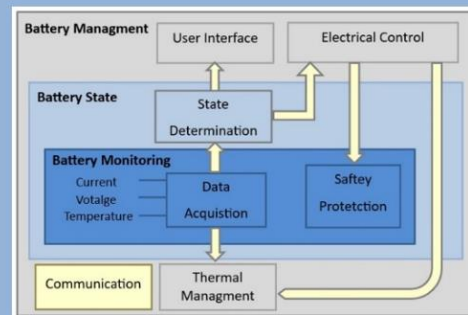 Battery Managment
User Interface
Electrical Control
Battery State
State
Determination
Battery Monitoring
Current
Votalge
Temperature
Data
Acquistion
Saftey
Protetction
Communication
Thermal
Managment